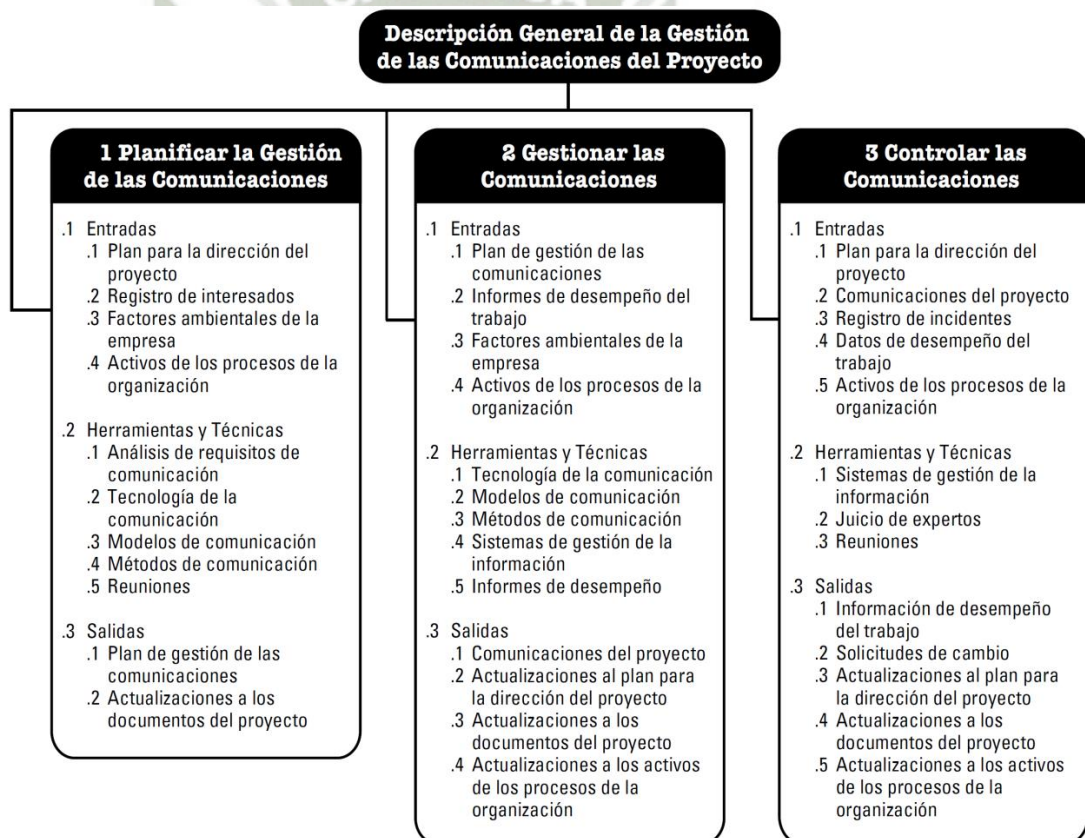 Descripción General de la Gestión
de las Comunicaciones del Proyecto
1 Planificar la Gestión
de las Comunicaciones
.1 Entradas
.1 Plan para la dirección del
proyecto
.2 Registro de interesados
.3 Factores ambientales de la
empresa
.4 Activos de los procesos de la
organización
.2 Herramientas y Técnicas
.1 Análisis de requisitos de
comunicación
.2 Tecnología de la
comunicación
.3 Modelos de comunicación
.4 Métodos de comunicación
.5 Reuniones
.3 Salidas
.1 Plan de gestión de las
comunicaciones
.2 Actualizaciones a los
documentos del proyecto
2 Gestionar las
Comunicaciones
.1 Entradas
.1 Plan de gestión de las
comunicaciones
.2 Informes de desempeño del
trabajo
.3 Factores ambientales de la
empresa
.4 Activos de los procesos de la
organización
.2 Herramientas y Técnicas
.1 Tecnología de la comunicación
.2 Modelos de comunicación
.3 Métodos de comunicación
.4 Sistemas de gestión de la
información
.5 Informes de desempeño
.3 Salidas
.1 Comunicaciones del proyecto
.2 Actualizaciones al plan para
la dirección del proyecto
.3 Actualizaciones a los
documentos del proyecto
.4 Actualizaciones a los activos
de los procesos de la
organización
3 Controlar las
Comunicaciones
.1 Entradas
.1 Plan para la dirección del
proyecto
.2 Comunicaciones del proyecto
.3 Registro de incidentes
.4 Datos de desempeño del
trabajo
.5 Activos de los procesos de la
organización
.2 Herramientas y Técnicas
.1 Sistemas de gestión de la
información
.2 Juicio de expertos
.3 Reuniones
.3 Salidas
.1 Información de desempeño
del trabajo
.2 Solicitudes de cambio
.3 Actualizaciones al plan para
la dirección del proyecto
.4 Actualizaciones a los
documentos del proyecto
.5 Actualizaciones a los activos
de los procesos de la
organización